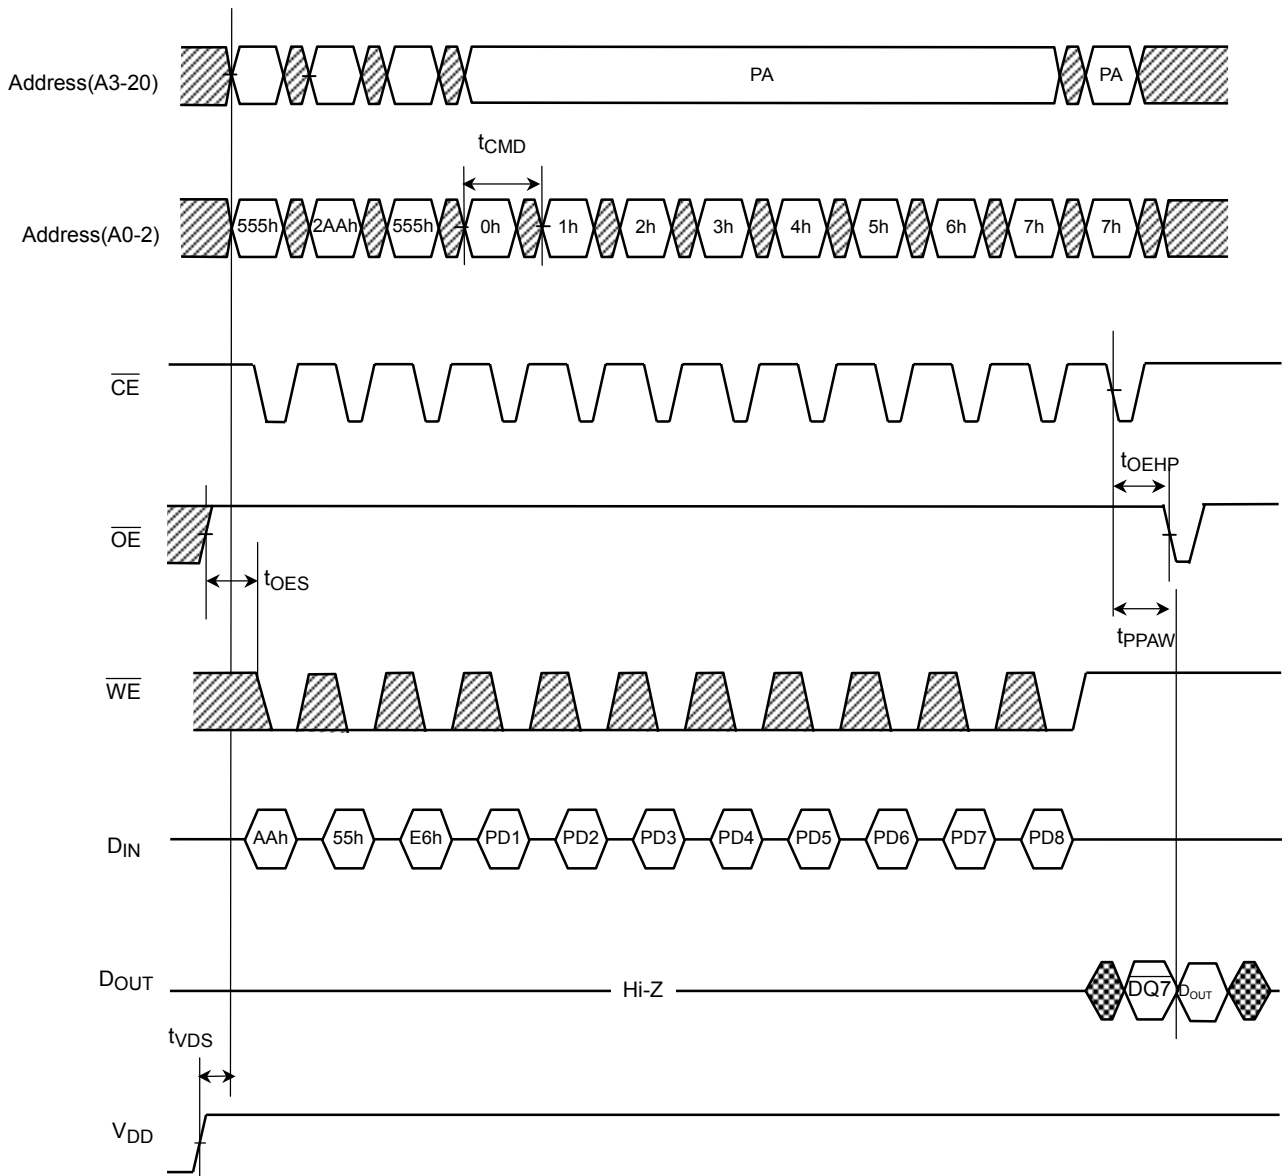 Address(A3-20) PA PA
tCMD
Address(A0-2) 555h 2AAh 555h 0h 1h 2h 3h 4h 5h 6h 7h 7h
CE
tOEHP
OE
tOES
tPPAW
WE
DIN AAh 55h E6h PD1 PD2 PD3 PD4 PD5 PD6 PD7 PD8
DOUT Hi-Z DQ7 DOUT
tVDS
VDD